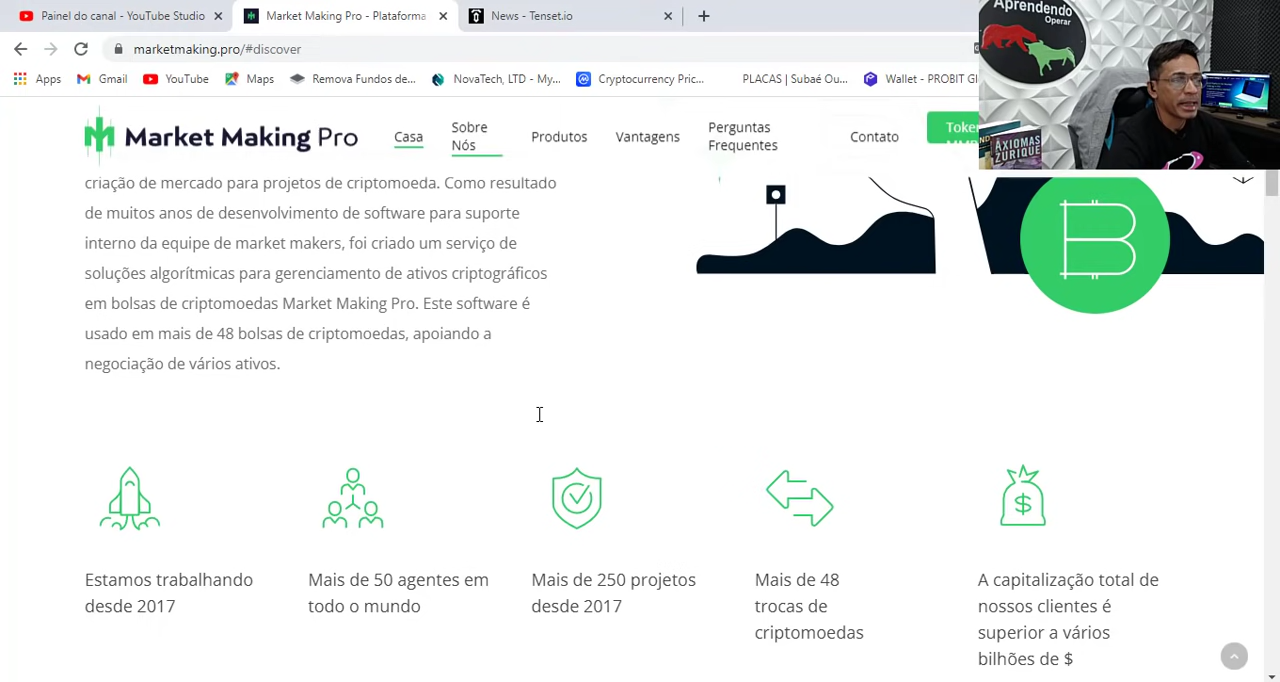 Painel do canal - YouTube Studio
Market Making Pro - Plataforma
News - Tenset.io
marketmaking.pro/#discover
Apps
Gmail
YouTube
Maps
Remova Fundos de...
NovaTech, LTD - My...
Cryptocurrency Pric...
PLACAS | Subaé Ou...
Wallet - PROBIT Gl
Aprendendo
Operar
AXIOMAS
ZURIQUE
Market Making Pro
Casa
Sobre
Nós
Produtos
Vantagens
Perguntas
Frequentes
Contato
Token
criação de mercado para projetos de criptomoeda. Como resultado
de muitos anos de desenvolvimento de software para suporte
interno da equipe de market makers, foi criado um serviço de
soluções algorítmicas para gerenciamento de ativos criptográficos
em bolsas de criptomoedas Market Making Pro. Este software é
usado em mais de 48 bolsas de criptomoedas, apoiando a
negociação de vários ativos.
Estamos trabalhando
desde 2017
Mais de 50 agentes em
todo o mundo
Mais de 250 projetos
desde 2017
Mais de 48
trocas de
criptomoedas
A capitalização total de
nossos clientes é
superior a vários
bilhões de $